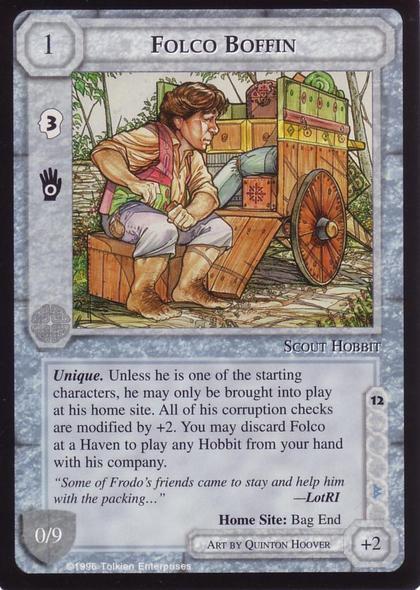 1
FOLCO BOFFIN
3
SCOUT HOBBIT
Unique. Unless he is one of the starting
characters, he may only be brought into play
at his home site. All of his corruption checks
are modified by +2. You may discard Folco
at a Haven to play any Hobbit from your hand
with his company.
12
“Some of Frodo’s friends came to stay and help him
with the packing…” —LotRI
Home Site: Bag End
0/9
ART BY QUINTON HOOVER
+2
©1996 Tolkien Enterprises